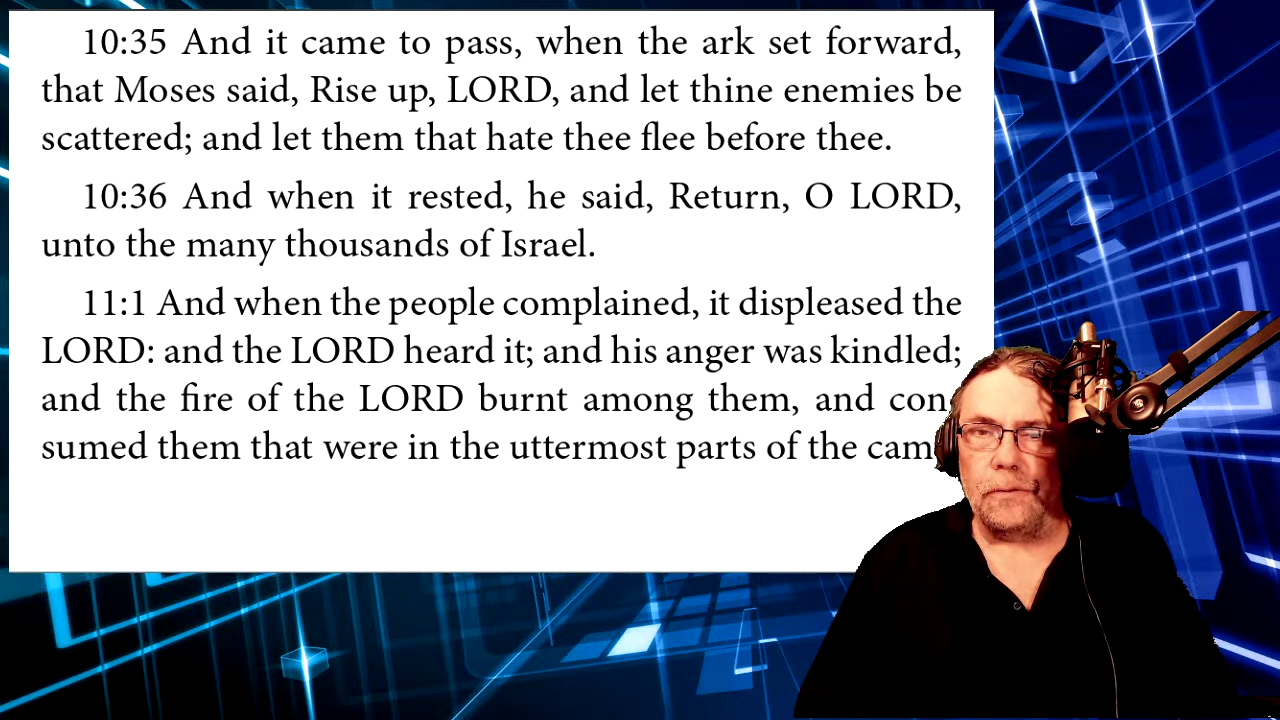 10:35 And it came to pass, when the ark set forward,
that Moses said, Rise up, LORD, and let thine enemies be
scattered; and let them that hate thee flee before thee.
10:36 And when it rested, he said, Return, O LORD,
unto the many thousands of Israel.
11:1 And when the people complained, it displeased the
LORD: and the LORD heard it; and his anger was kindled;
and the fire of the LORD burnt among them, and con
sumed them that were in the uttermost parts of the